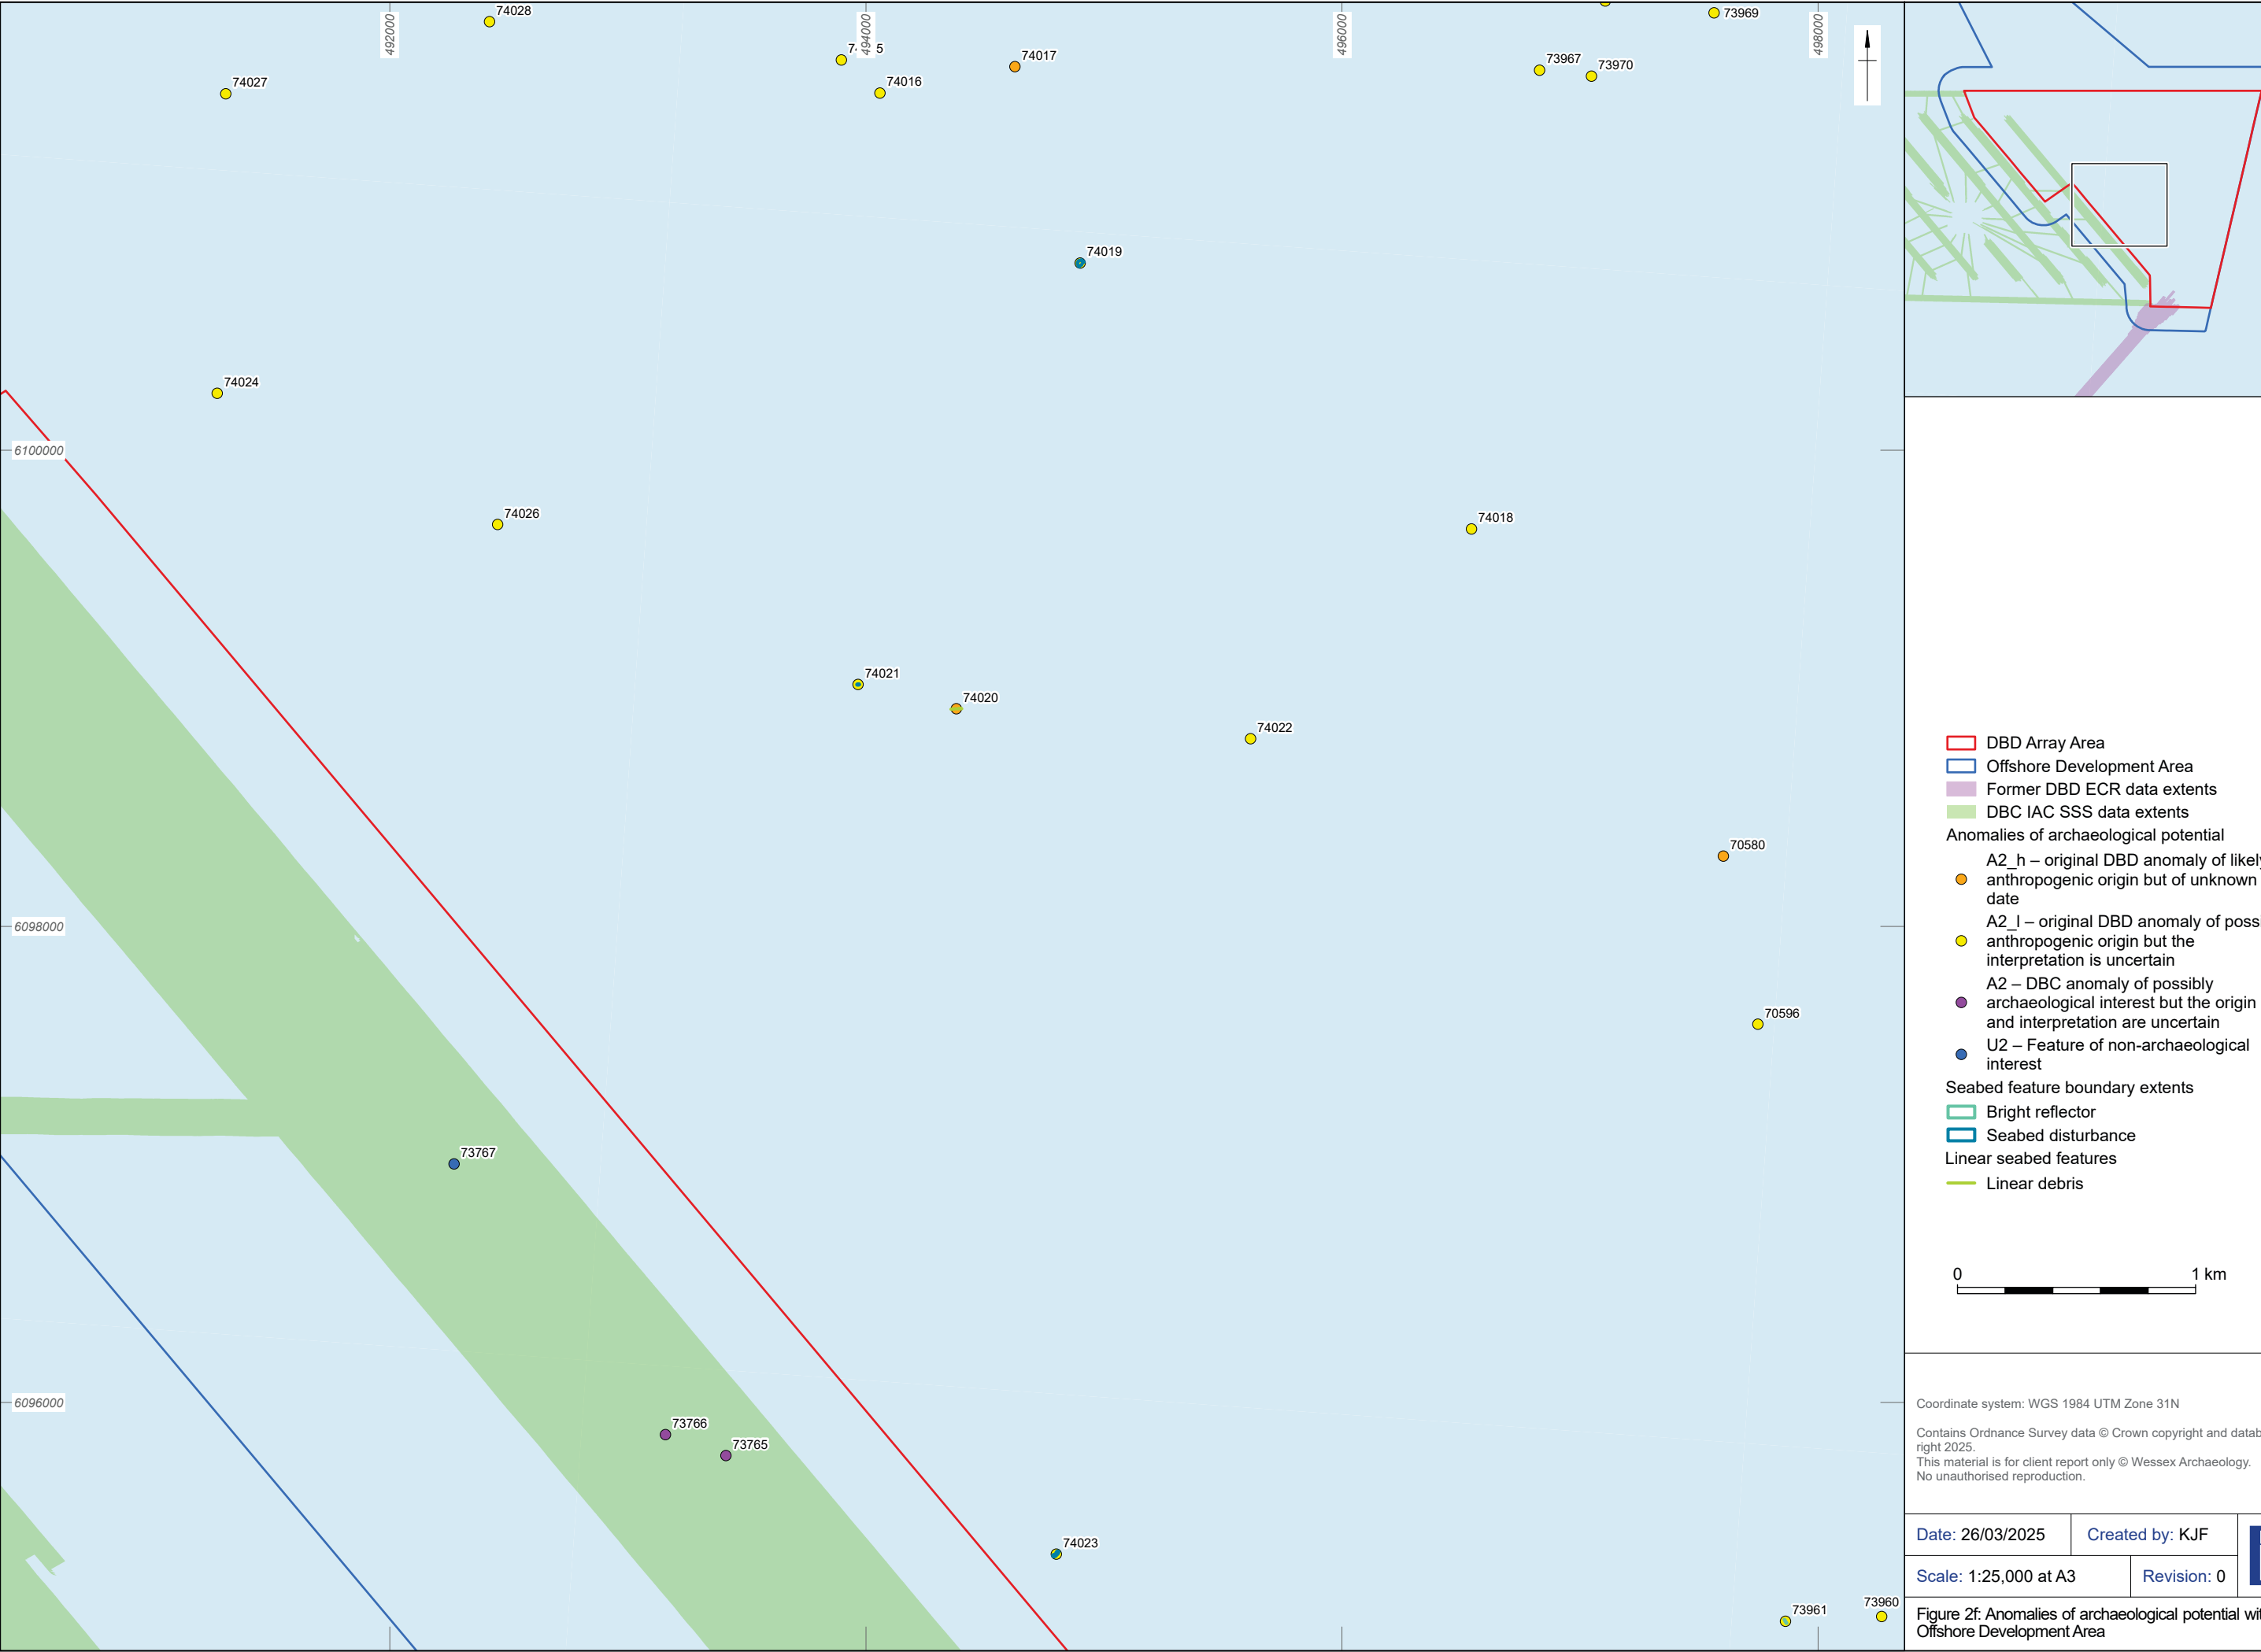 74028
492000
494000
496000
498000
73969
74017
73967
73970
74027
74016
74019
74024
6100000
74026
74018
74021
74020
74022
70580
6098000
70596
73767
6096000
73766
73765
74023
73961
73960
DBD Array Area
Offshore Development Area
Former DBD ECR data extents
DBC IAC SSS data extents
Anomalies of archaeological potential
A2_h – original DBD anomaly of likely
anthropogenic origin but of unknown
date
A2_l – original DBD anomaly of
anthropogenic origin but the
interpretation is uncertain
A2 – DBC anomaly of possibly
archaeological interest but the origin
and interpretation are uncertain
U2 – Feature of non-archaeological
interest
Seabed feature boundary extents
Bright reflector
Seabed disturbance
Linear seabed features
Linear debris
0 1 km
Coordinate system: WGS 1984 UTM Zone 31N
Contains Ordnance Survey data © Crown copyright and
right 2025.
This material is for client report only © Wessex Archaeology.
No unauthorised reproduction.
Date: 26/03/2025 Created by: KJF
Scale: 1:25,000 at A3 Revision: 0
Figure 2f: Anomalies of archaeological potential
Offshore Development Area